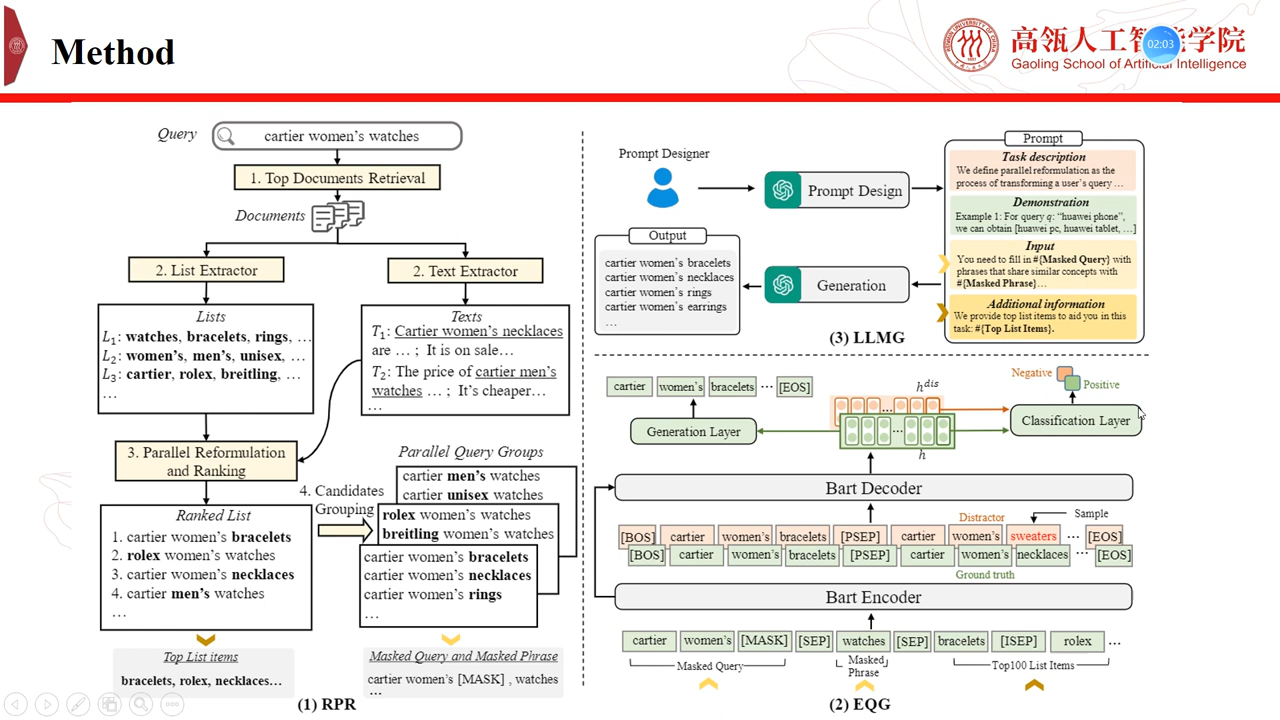 Method
高瓴人工智能学院
Gaoling School of Artificial Intelligence
02:03
Query
cartier women's watches
1. Top Documents Retrieval
Documents
2. List Extractor
2. Text Extractor
Lists
L1: watches, bracelets, rings, …
L2: women's, men's, unisex, …
L3: cartier, rolex, breitling, …
…
Texts
T1: Cartier women's necklaces
are … ; It is on sale…
T2: The price of cartier men's
watches … ; It's cheaper…
…
3. Parallel Reformulation
and Ranking
Ranked List
1. cartier women's bracelets
2. rolex women's watches
3. cartier women's necklaces
4. cartier men's watches
…
4. Candidates
Grouping
Parallel Query Groups
cartier men's watches
cartier unisex watches
rolex women's watches
breitling women's watches
cartier women's bracelets
cartier women's necklaces
cartier women's rings
…
Top List items
bracelets, rolex, necklaces…
Masked Query and Masked Phrase
cartier women's [MASK] , watches
…
(1) RPR
Prompt Designer
Prompt Design
Prompt
Task description
We define parallel reformulation as the
process of transforming a user's query …
Demonstration
Example 1: For query q: "huawei phone",
we can obtain [huawei pc, huawei tablet, …]
Input
You need to fill in #{Masked Query} with
phrases that share similar concepts with
#{Masked Phrase}…
Additional information
We provide top list items to aid you in this
task: #{Top List Items}.
Output
cartier women's bracelets
cartier women's necklaces
cartier women's rings
cartier women's earrings
…
Generation
(3) LLMG
cartier women's bracelets … [EOS]
Generation Layer
h^dis
h
Negative
Positive
Classification Layer
Bart Decoder
Distractor
Sample
[BOS] cartier women's bracelets [PSEP] cartier women's sweaters … [EOS]
[BOS] cartier women's bracelets [PSEP] cartier women's necklaces … [EOS]
Ground truth
Bart Encoder
cartier women's [MASK] [SEP] watches [SEP] bracelets [ISEP] rolex …
Masked Query
Masked
Phrase
Top100 List Items
(2) EQG